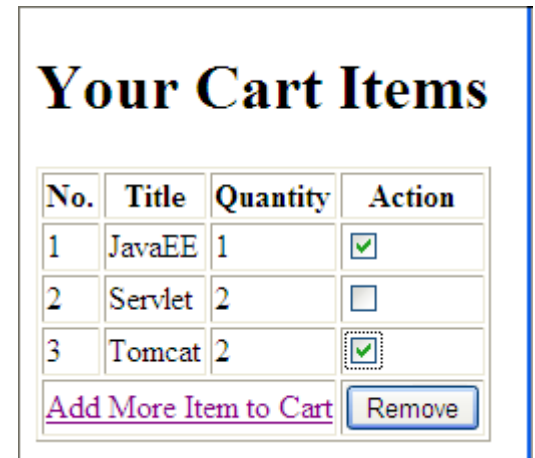 Your Cart Items
No. Title Quantity Action
1 JavaEE 1
2 Servlet 2
3 Tomcat 2
Add More Item to Cart Remove